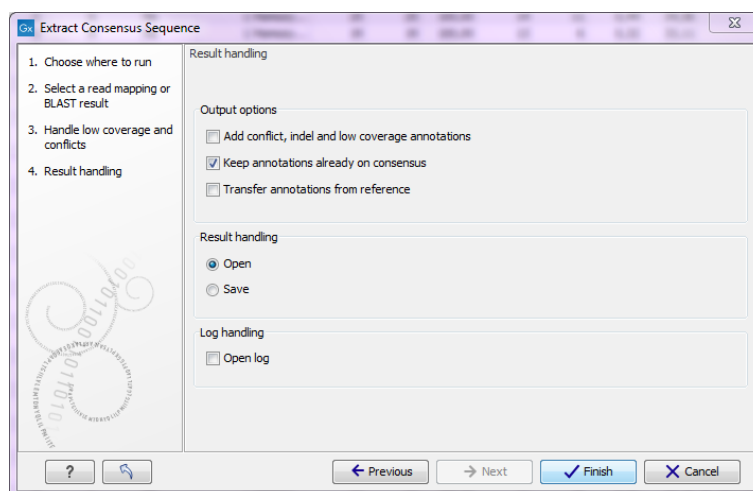 Gx Extract Consensus Sequence
1. Choose where to run
2. Select a read mapping or
BLAST result
3. Handle low coverage and
conflicts
4. Result handling
Result handling
Output options
Add conflict, indel and low coverage annotations
Keep annotations already on consensus
Transfer annotations from reference
Result handling
Open
Save
Log handling
Open log
?
Previous
Next
Finish
Cancel